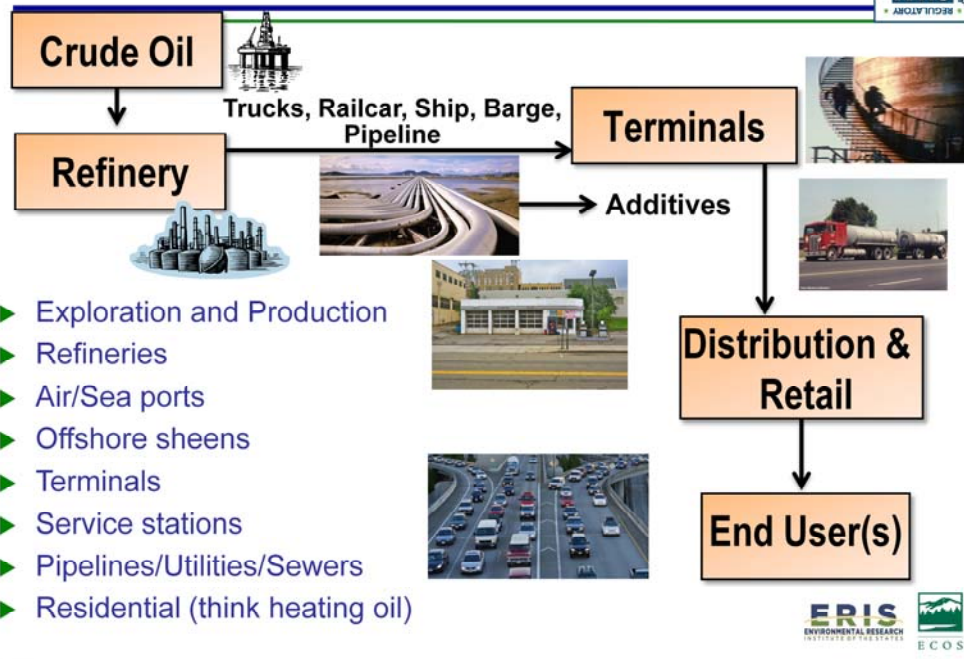 REGULATORY
Crude Oil
Trucks, Railcar, Ship, Barge,
Pipeline
Terminals
Refinery
Additives
Exploration and Production
Refineries
Air/Sea ports
Offshore sheens
Terminals
Service stations
Pipelines/Utilities/Sewers
Residential (think heating oil)
Distribution &
Retail
End User(s)
ERIS
ENVIRONMENTAL RESEARCH
INSTITUTE OF THE STATES
ECOS